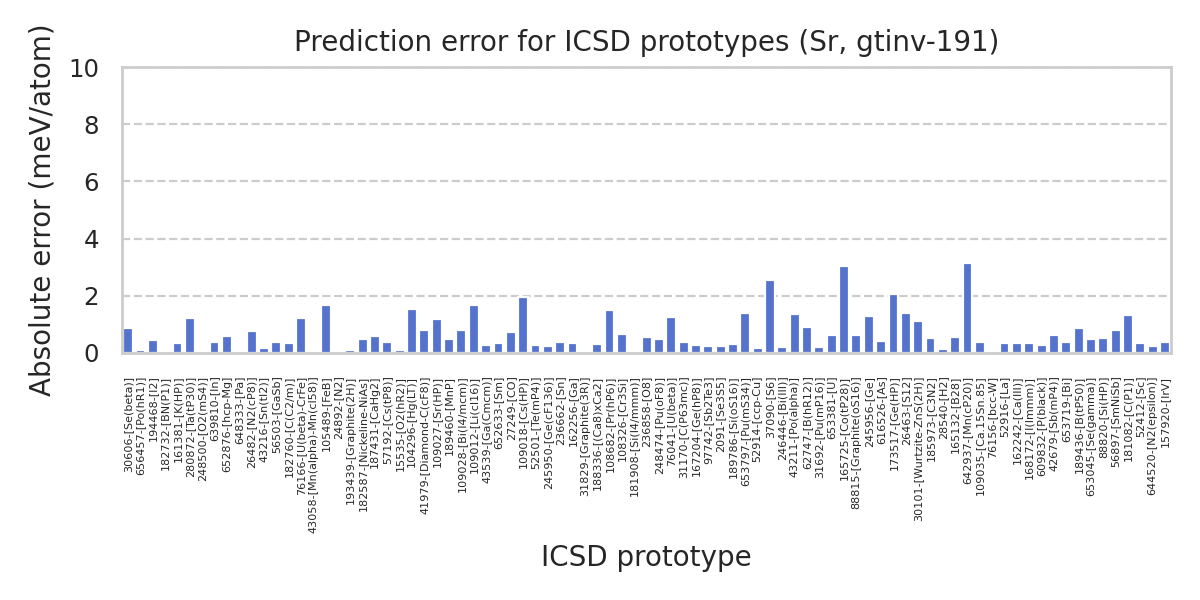 Prediction error for ICSD prototypes (Sr, gtinv-191)
Absolute error (meV/atom)
10
8
6
4
2
0
30606-[Se(beta)]
656457-[Po(hR1)]
194468-[I2]
182732-[BN(P1)]
161381-[K(HP)]
280872-[Ta(tP30)]
248500-[O2(mS4)]
639810-[In]
652876-[hcp-Mg]
648333-[Pa]
26482-[N2(cP8)]
43216-[Sn(tI2)]
56503-[GaSb]
182760-[C(C2/m)]
76166-[U(beta)-CrFe]
43058-[Mn(alpha)-Mn(cI58)]
105489-[FeB]
24892-[N2]
193439-[Graphite(2H)]
182587-[Nickeline-NiAs]
187431-[CaHg2]
57192-[Cs(tP8)]
15535-[O2(hR2)]
104296-[Hg(LT)]
41979-[Diamond-C(cF8)]
109027-[Sr(HP)]
189460-[MnP]
109028-[Bi(I4/mcm)]
109012-[Li(cI16)]
43539-[Ga(Cmcm)]
652633-[Sm]
27249-[CO]
109018-[Cs(HP)]
52501-[Te(mP4)]
245950-[Ge(cF136)]
236662-[Sn]
162256-[Ga]
31829-[Graphite(3R)]
188336-[(Ca8)xCa2]
108682-[Pr(hP6)]
108326-[Cr3Si]
181908-[Si(I4/mmm)]
236858-[O8]
248474-[Pu(oF8)]
76041-[U(beta)]
31170-[C(P63mc)]
167204-[Ge(hP8)]
97742-[Sb2Te3]
2091-[Se3S5]
189786-[Si(oS16)]
653797-[Pu(mS34)]
52914-[ccp-Cu]
37090-[S6]
246446-[Bi(III)]
43211-[Po(alpha)]
62747-[B(hR12)]
31692-[Pu(mP16)]
653381-[U]
165725-[Co(tP28)]
88815-[Graphite(oS16)]
245956-[Ge]
616526-[As]
173517-[Ge(HP)]
264663-[S12]
30101-[Wurtzite-ZnS(2H)]
185973-[C3N2]
28540-[H2]
165132-[B28]
642937-[Mn(cP20)]
109035-[Ca.15Sn.85]
76156-[bcc-W]
52916-[La]
162242-[Ca(III)]
168172-[I(Immm)]
609832-[P(black)]
42679-[Sb(mP4)]
653719-[Bi]
189436-[B(tP50)]
653045-[Se(gamma)]
88820-[Si(HP)]
56897-[SmNiSb]
181082-[C(P1)]
52412-[Sc]
644520-[N2(epsilon)]
157920-[IrV]
ICSD prototype